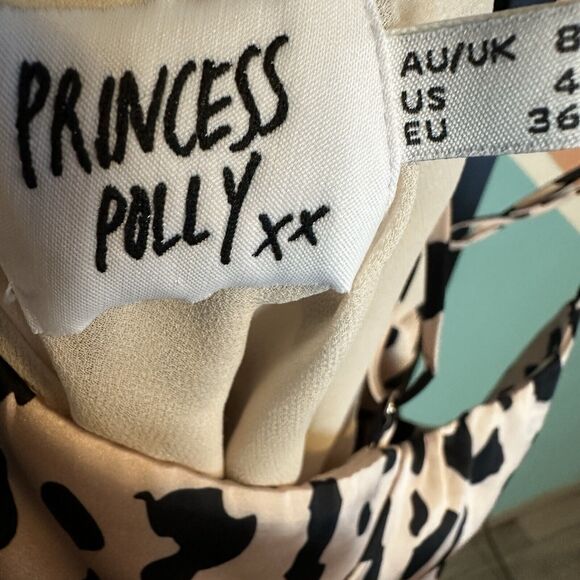 PRINCESS
POLLY xx
AU/UK 8
US 4
EU 36